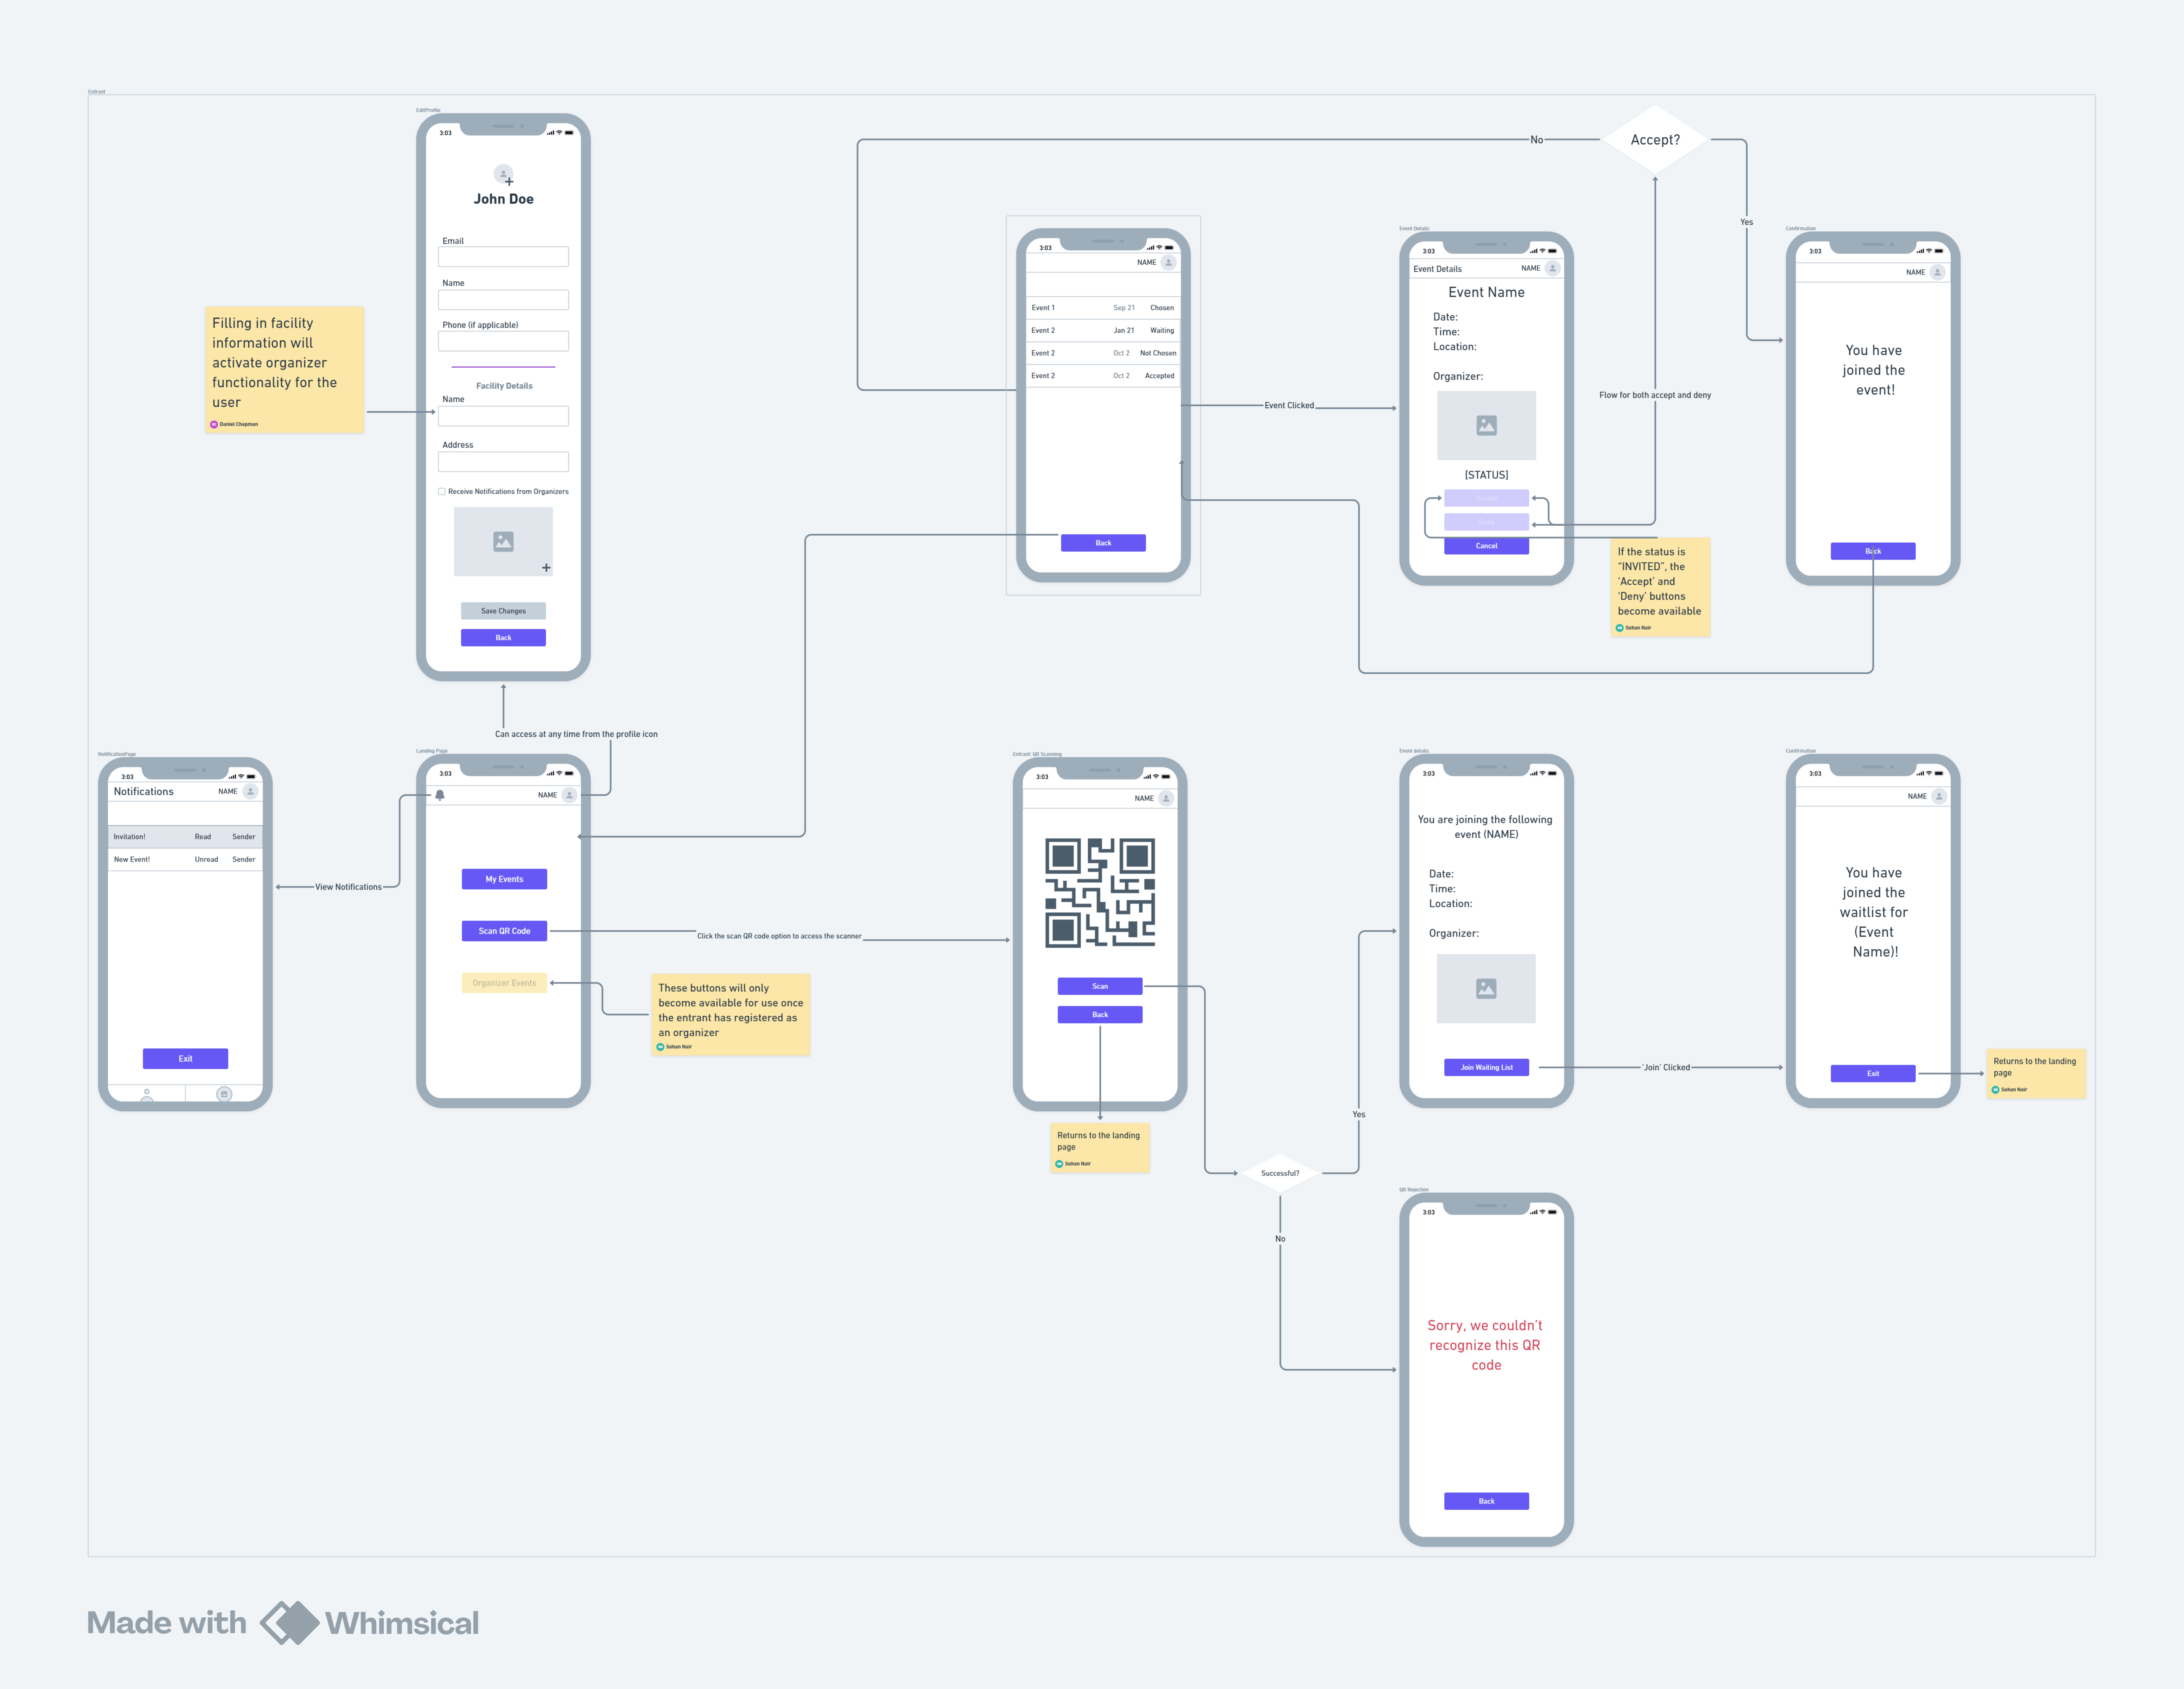 Entrant
EditProfile
3:03
John Doe
Email
Name
Phone (if applicable)
Facility Details
Name
Address
Receive Notifications from Organizers
Save Changes
Back
Filling in facility
information will
activate organizer
functionality for the
user
Daniel Chapman
Can access at any time from the profile icon
3:03
NAME
Event 1 Sep 21 Chosen
Event 2 Jan 21 Waiting
Event 2 Oct 2 Not Chosen
Event 2 Oct 2 Accepted
Back
Event Clicked
No
Accept?
Yes
Flow for both accept and deny
Event Details
3:03
Event Details NAME
Event Name
Date:
Time:
Location:
Organizer:
[STATUS]
Accept
Deny
Cancel
If the status is
“INVITED”, the
‘Accept’ and
‘Deny’ buttons
become available
Sohan Nair
Confirmation
3:03
NAME
You have
joined the
event!
Back
NotificationPage
3:03
Notifications NAME
Invitation! Read Sender
New Event! Unread Sender
Exit
View Notifications
Landing Page
3:03
NAME
My Events
Scan QR Code
Organizer Events
Click the scan QR code option to access the scanner
These buttons will only
become available for use once
the entrant has registered as
an organizer
Sohan Nair
Entrant: QR Scanning
3:03
NAME
Scan
Back
Returns to the landing
page
Sohan Nair
Successful?
Yes
No
Event details
3:03
You are joining the following
event (NAME)
Date:
Time:
Location:
Organizer:
Join Waiting List
'Join' Clicked
Confirmation
3:03
NAME
You have
joined the
waitlist for
(Event
Name)!
Exit
Returns to the landing
page
Sohan Nair
QR Rejection
3:03
Sorry, we couldn't
recognize this QR
code
Back
Made with Whimsical